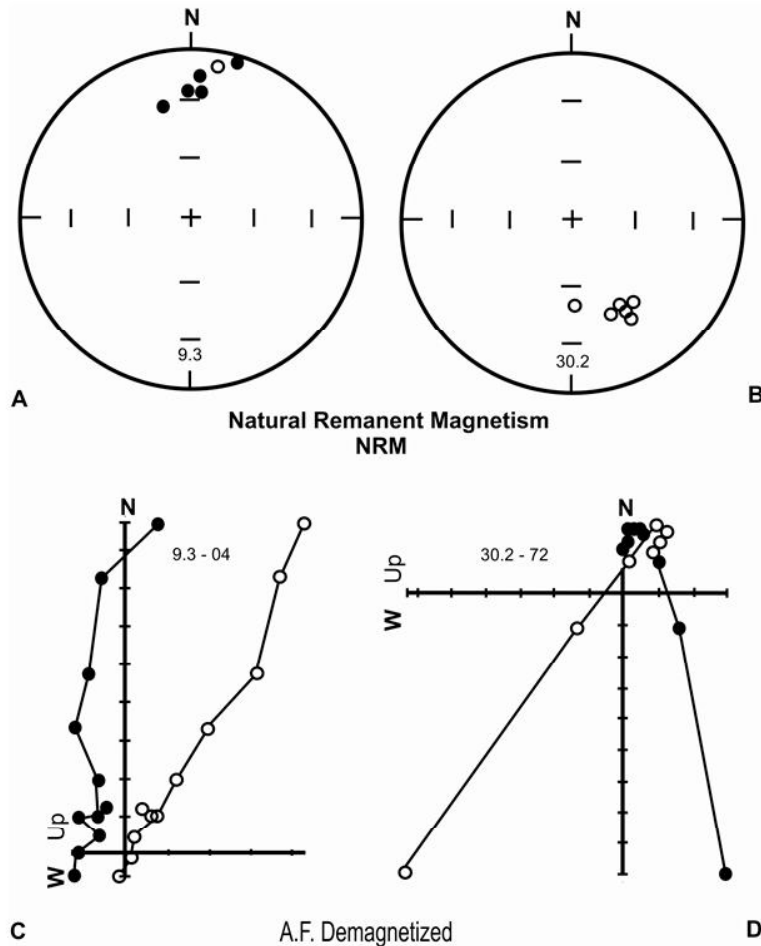 N
N
9.3
30.2
A
B
Natural Remanent Magnetism
NRM
N
9.3 - 04
Up
W
N
30.2 - 72
Up
W
C
A.F. Demagnetized
D